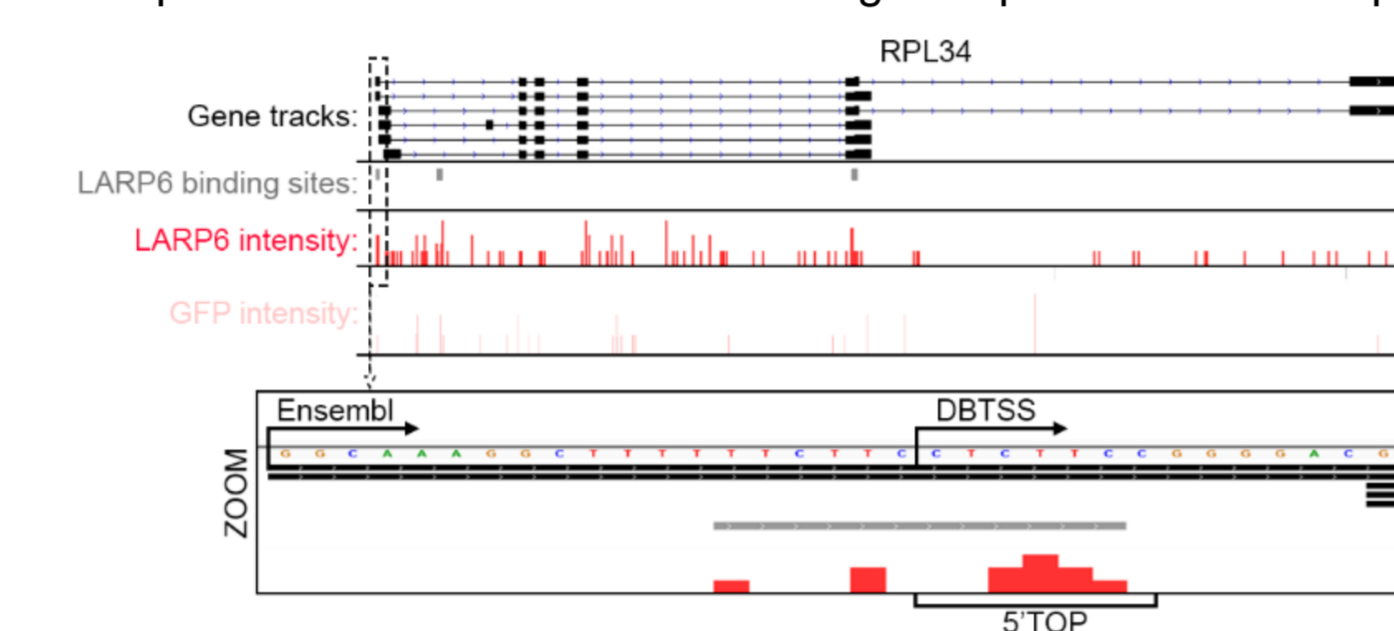 RPL34
Gene tracks:
LARP6 binding sites:
LARP6 intensity:
GFP intensity:
Ensembl
DBTSS
ZOOM
G G C A A A G G C T T T T T T C T T C C T C T T C C G G G G A C G
5'TOP